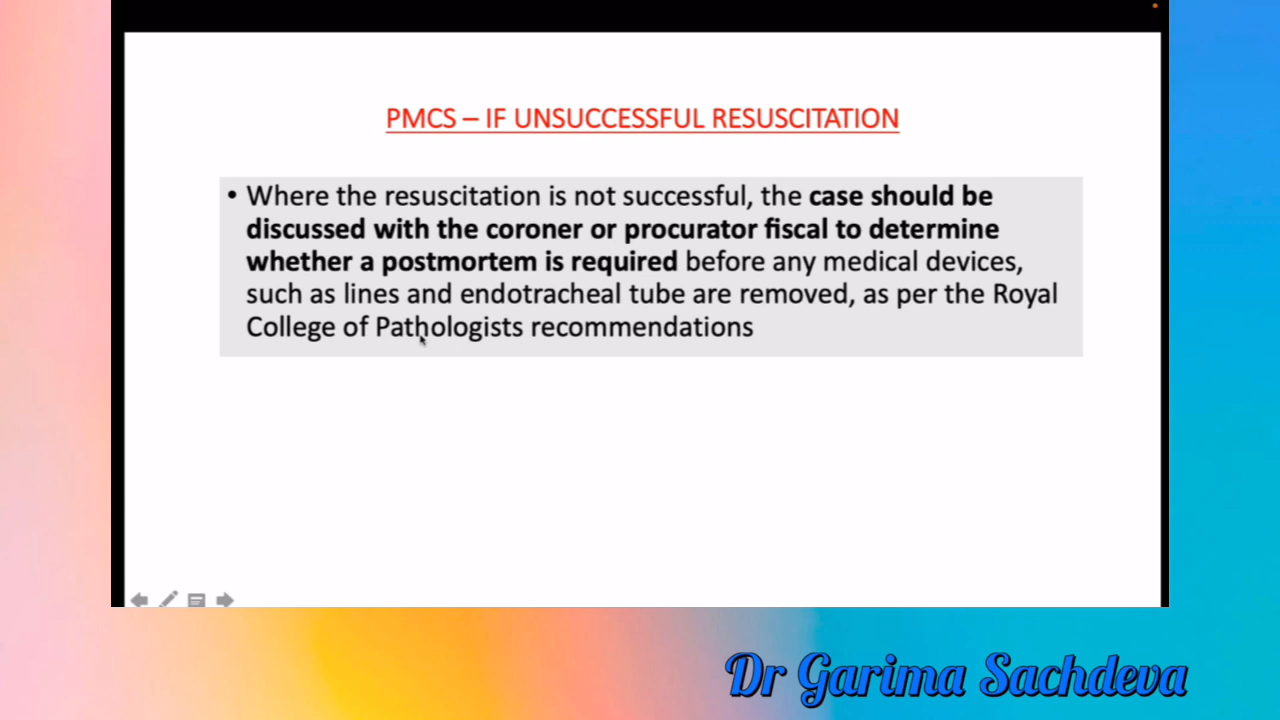 PMCS – IF UNSUCCESSFUL RESUSCITATION
• Where the resuscitation is not successful, the case should be
discussed with the coroner or procurator fiscal to determine
whether a postmortem is required before any medical devices,
such as lines and endotracheal tube are removed, as per the Royal
College of Pathologists recommendations
Dr Garima Sachdeva